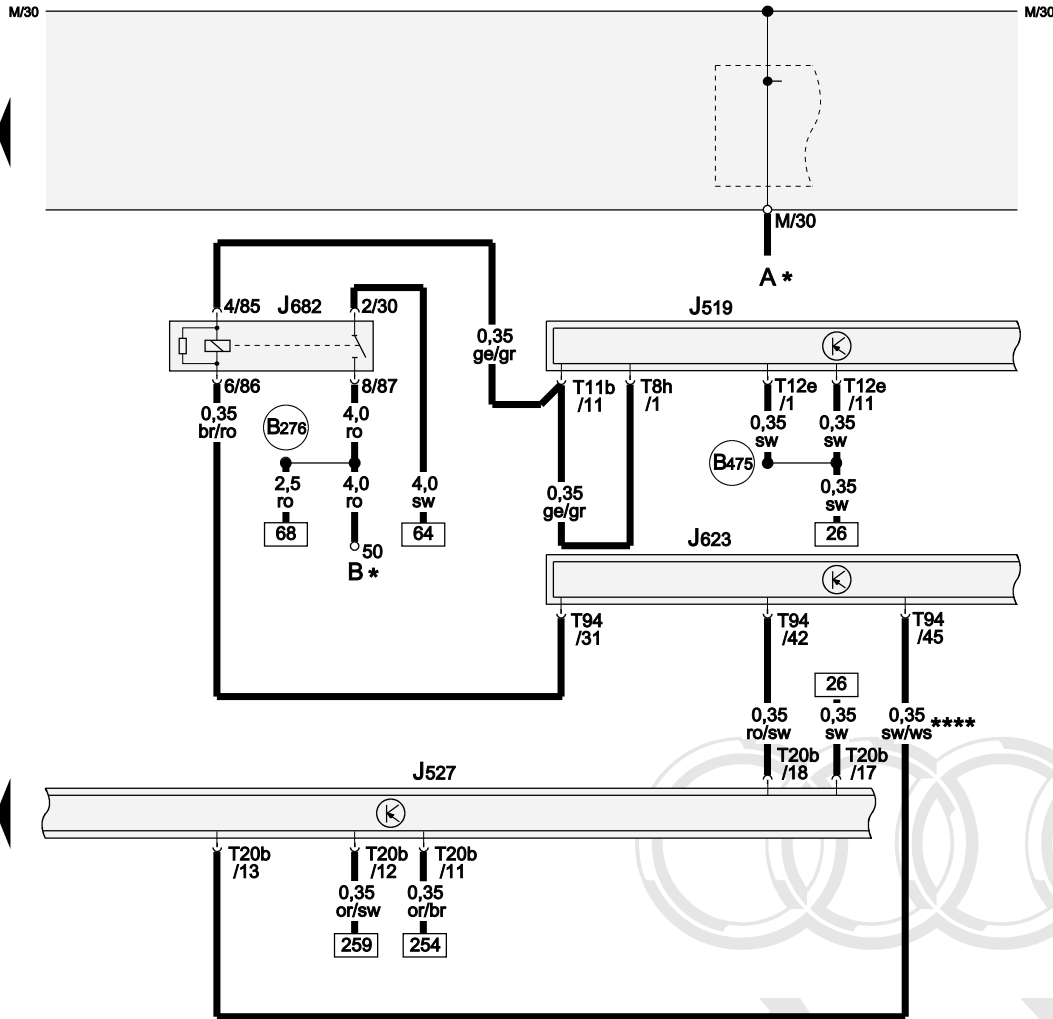 M/30
M/30
M/30
A *
4/85
J682
2/30
J519
0,35
ge/gr
6/86
8/87
T11b
/11
T8h
/1
T12e
/1
T12e
/11
0,35
br/ro
B276
4,0
ro
0,35
sw
0,35
sw
B475
2,5
ro
4,0
ro
4,0
sw
0,35
ge/gr
0,35
sw
68
64
26
50
B *
J623
T94
/31
T94
/42
T94
/45
26
0,35
ro/sw
0,35
sw
0,35
sw/ws
****
T20b
/18
T20b
/17
J527
T20b
/13
T20b
/12
T20b
/11
0,35
or/sw
0,35
or/br
259
254